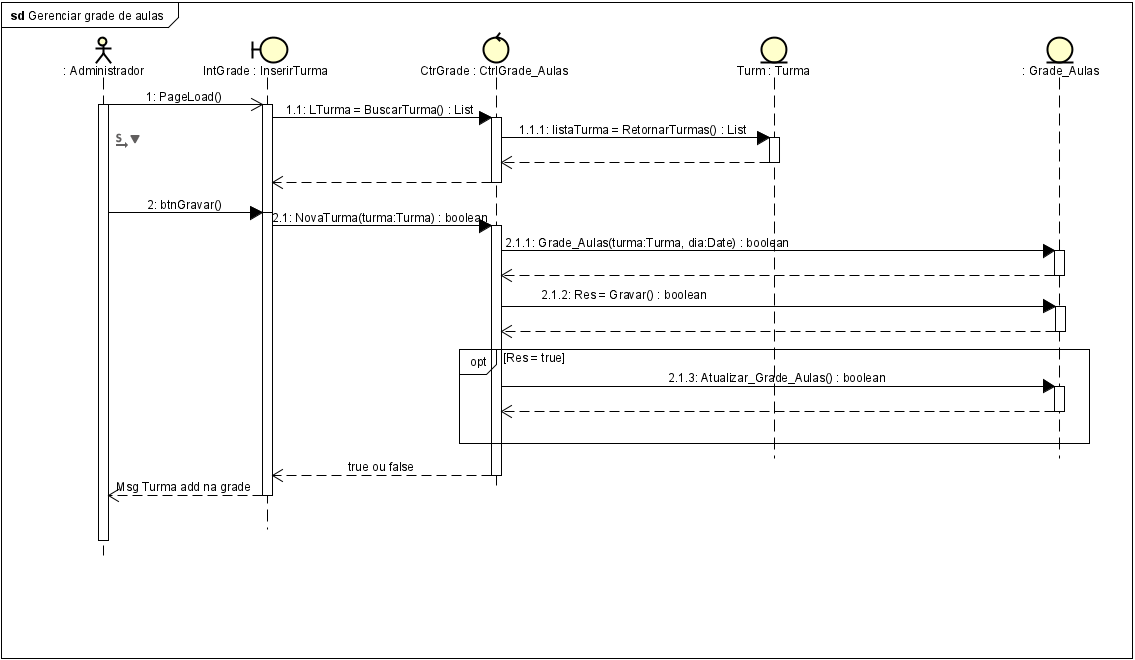 sd Gerenciar grade de aulas
: Administrador
IntGrade : InserirTurma
CtrGrade : CtrlGrade_Aulas
Turm : Turma
: Grade_Aulas
1: PageLoad()
1.1: LTurma = BuscarTurma() : List
1.1.1: listaTurma = RetornarTurmas() : List
S
2: btnGravar()
2.1: NovaTurma(turma:Turma) : boolean
2.1.1: Grade_Aulas(turma:Turma, dia:Date) : boolean
2.1.2: Res = Gravar() : boolean
opt
[Res = true]
2.1.3: Atualizar_Grade_Aulas() : boolean
true ou false
Msg Turma add na grade